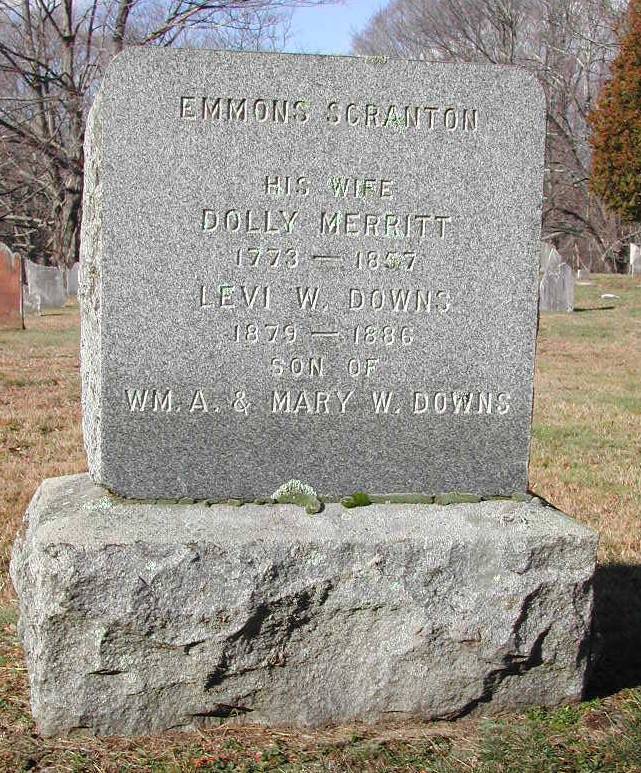 EMMONS SCRANTON
HIS WIFE
DOLLY MERRITT
1773 — 1857
LEVI W. DOWNS
1879 — 1886
SON OF
WM. A. & MARY W. DOWNS